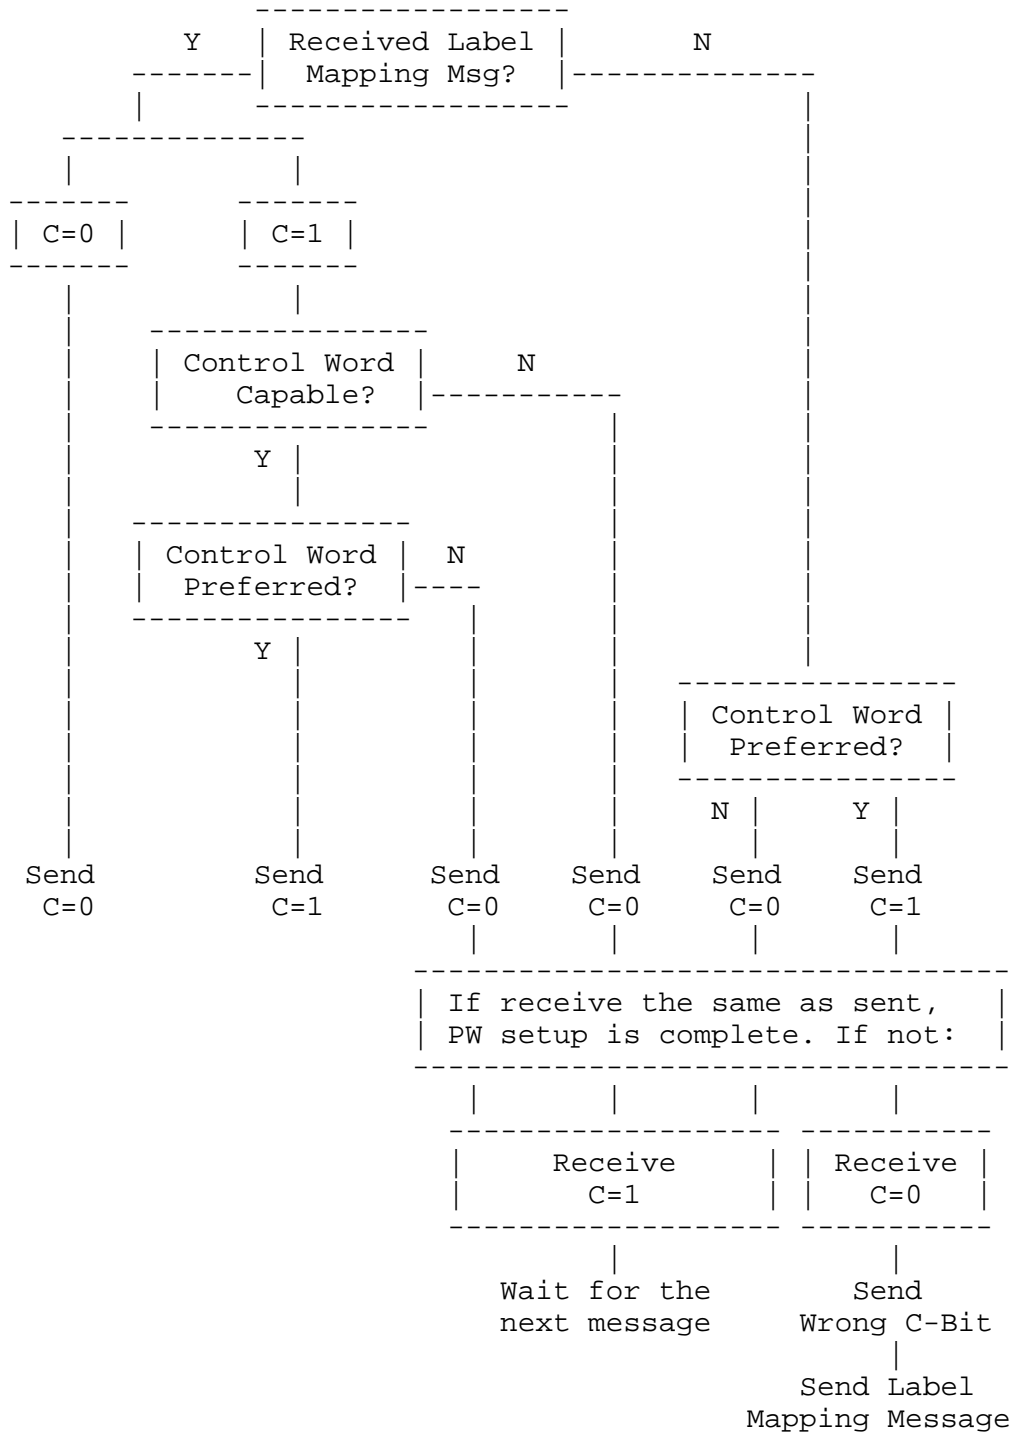 Y Received Label N
Mapping Msg?
C=0 C=1
Control Word N
Capable?
Y
Control Word N
Preferred?
Y
Control Word
Preferred?
N Y
Send Send Send Send Send Send
C=0 C=1 C=0 C=0 C=0 C=1
If receive the same as sent,
PW setup is complete. If not:
Receive Receive
C=1 C=0
Wait for the Send
next message Wrong C-Bit
Send Label
Mapping Message